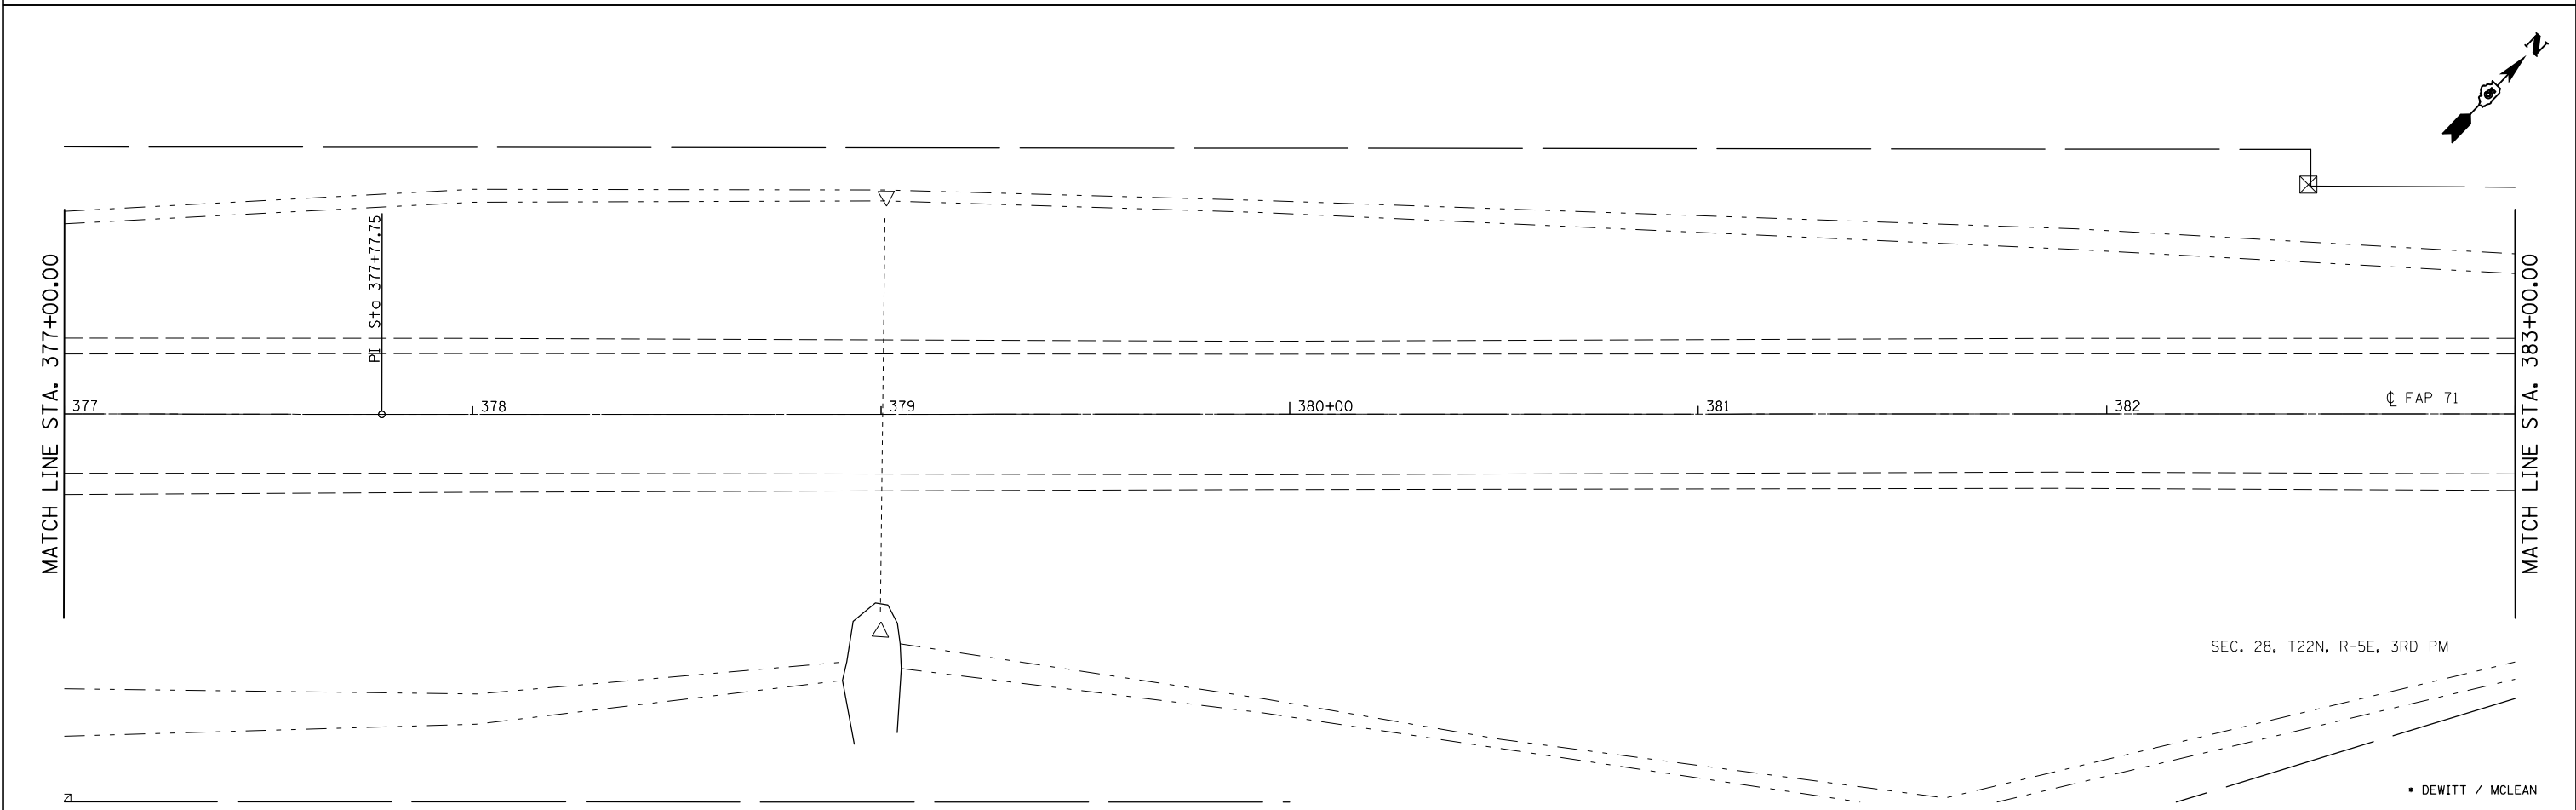 N
MATCH LINE STA. 377+00.00
PI Sta 377+77.75
377
378
379
380+00
381
382
℄ FAP 71
MATCH LINE STA. 383+00.00
SEC. 28, T22N, R-5E, 3RD PM
• DEWITT / MCLEAN